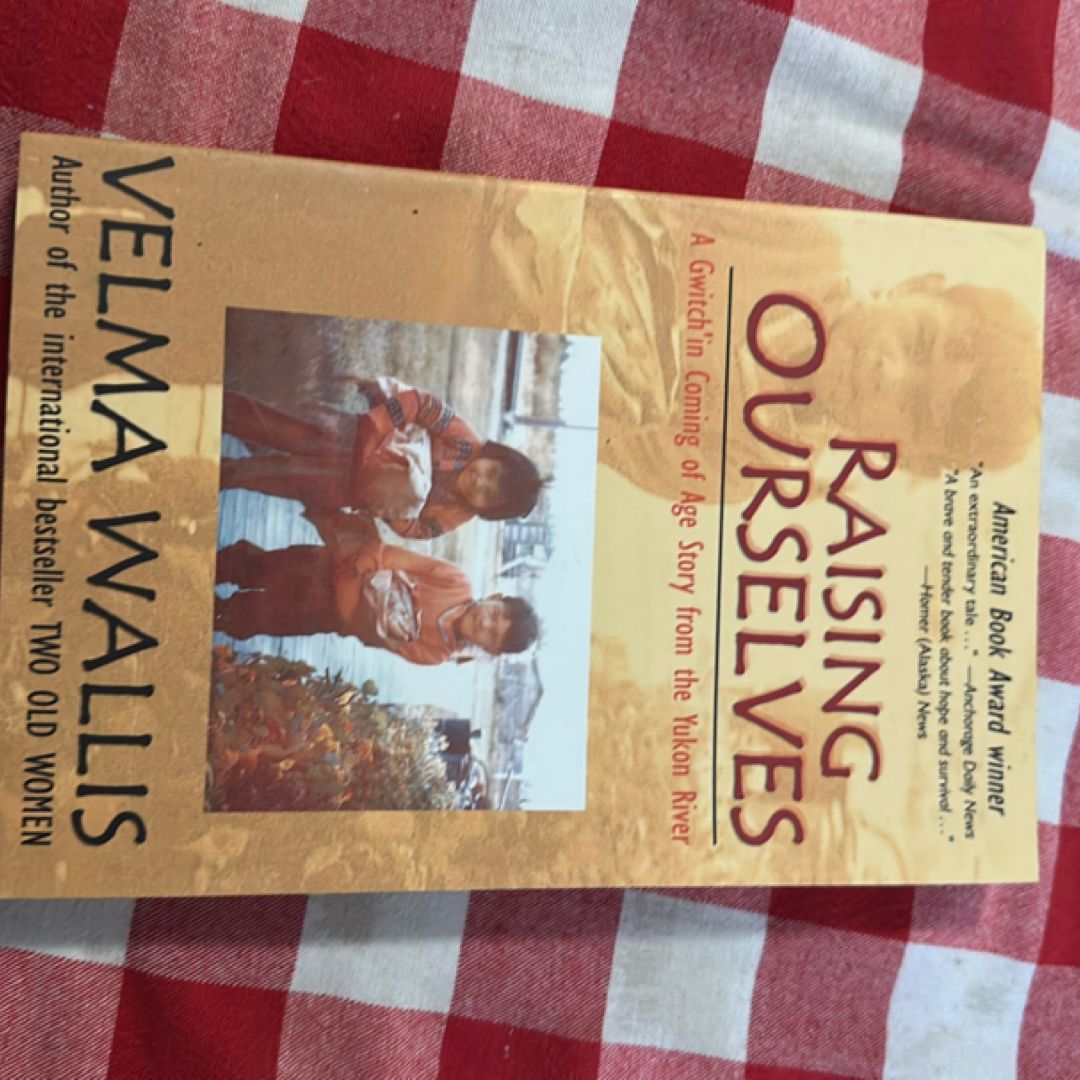 American Book Award winner
"An extraordinary tale . . ." —Anchorage Daily News
"A brave and tender book about hope and survival . . ."
—Homer (Alaska) News
RAISING
OURSELVES
A Gwitch'in Coming of Age Story from the Yukon River
VELMA WALLIS
Author of the international bestseller TWO OLD WOMEN